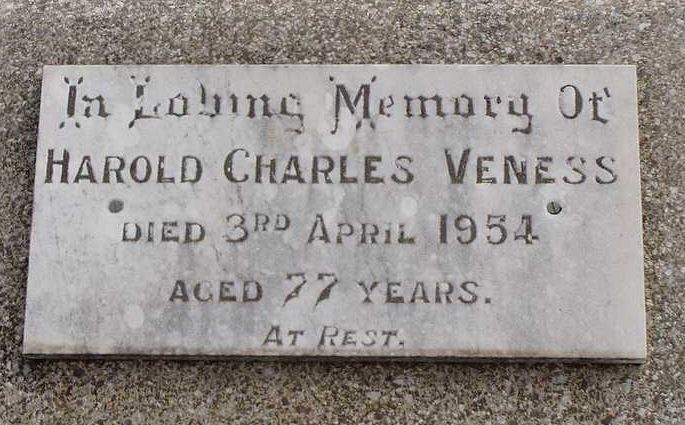 In Loving Memory Of
HAROLD CHARLES VENESS
DIED 3RD APRIL 1954
AGED 77 YEARS.
AT REST.